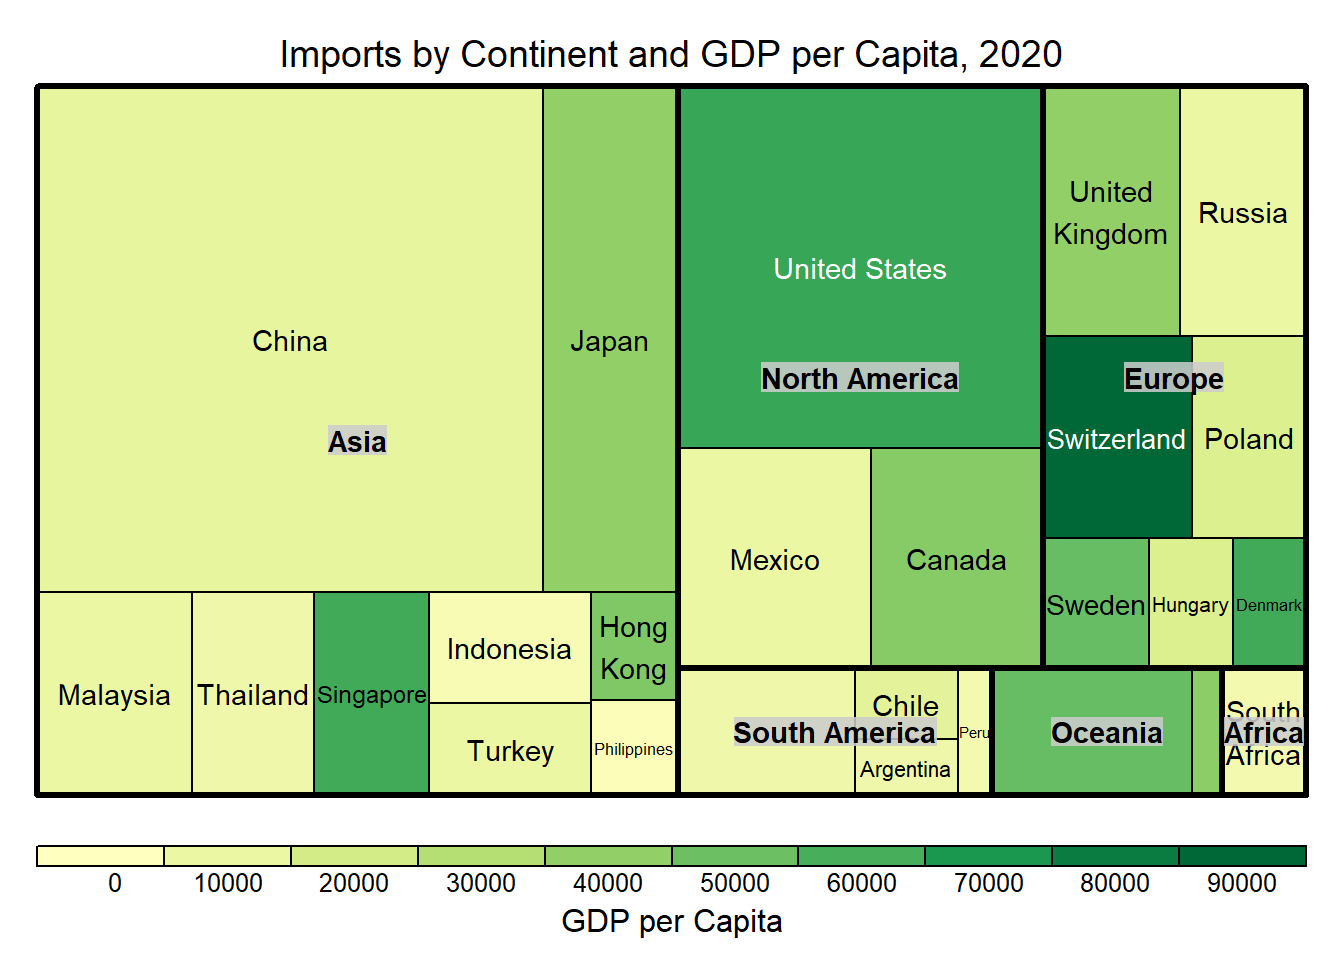 Imports by Continent and GDP per Capita, 2020
China
Japan
Asia
Malaysia
Thailand
Singapore
Indonesia
Turkey
Hong
Kong
Philippines
United States
North America
Mexico
Canada
United
Kingdom
Russia
Europe
Switzerland
Poland
Sweden
Hungary
Denmark
South America
Chile
Argentina
Peru
Oceania
South
Africa
Africa
0 10000 20000 30000 40000 50000 60000 70000 80000 90000
GDP per Capita